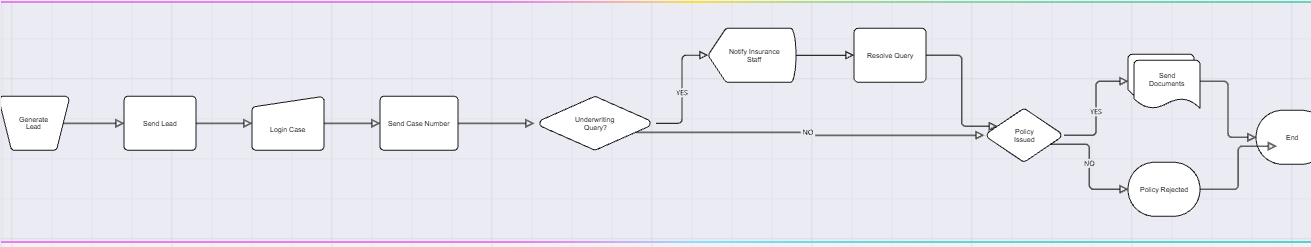 Generate
Lead
Send Lead
Login Case
Send Case Number
Underwriting
Query?
YES
Notify Insurance
Staff
Resolve Query
NO
Policy
Issued
YES
Send
Documents
NO
Policy Rejected
End